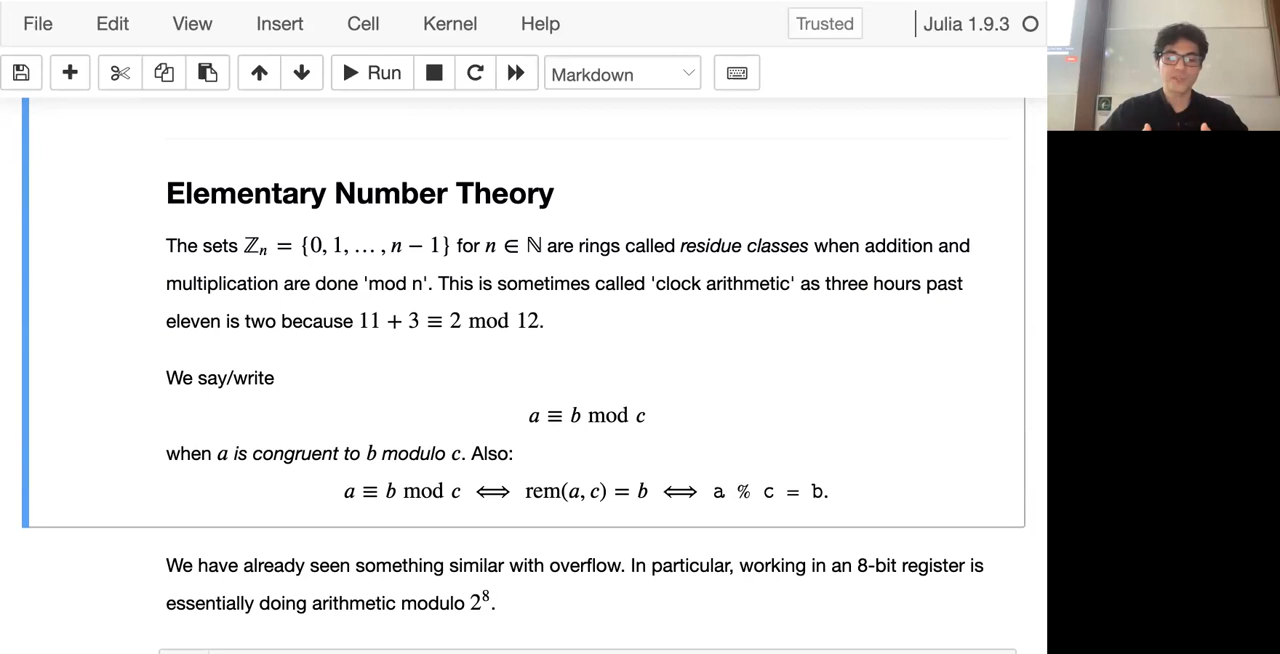 File Edit View Insert Cell Kernel Help Trusted Julia 1.9.3
Run Markdown
Elementary Number Theory
The sets ℤₙ = {0, 1, … , n − 1} for n ∈ ℕ are rings called residue classes when addition and
multiplication are done 'mod n'. This is sometimes called 'clock arithmetic' as three hours past
eleven is two because 11 + 3 ≡ 2 mod 12.
We say/write
a ≡ b mod c
when a is congruent to b modulo c. Also:
a ≡ b mod c ⟺ rem(a, c) = b ⟺ a % c = b.
We have already seen something similar with overflow. In particular, working in an 8-bit register is
essentially doing arithmetic modulo 2⁸.